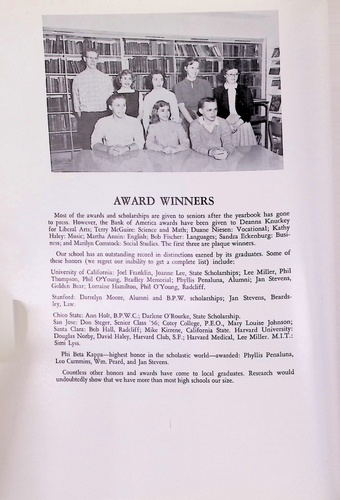 AWARD WINNERS
Most of the awards and scholarships are given to seniors after the yearbook has gone
to press. However, the Bank of America awards have been given to Deanna Knuckey
for Liberal Arts; Terry McGuire: Science and Math; Duane Niesen: Vocational; Kathy
Haley: Music; Martha Annin: English; Bob Fischer: Languages; Sandra Eckenburg: Busi-
ness; and Marilyn Comstock: Social Studies. The first three are plaque winners.
Our school has an outstanding record in distinctions earned by its graduates. Some
of these honors (we regret our inability to get a complete list) include:
University of California: Joel Franklin, Joanne Lee, State Scholarships; Lee Miller, Phil
Thompson, Phil O'Young, Bradley Memorial; Phyllis Penaluna, Alumni; Jan Stevens,
Golden Bear; Lorraine Hamilton, Phil O'Young, Radcliff.
Stanford: Darrelyn Moore, Alumni and B.P.W. scholarships; Jan Stevens, Beards-
ley, Law.
Chico State: Ann Holt, B.P.W.C.; Darlene O'Rourke, State Scholarship.
San Jose: Don Steger, Senior Class '56; Cotey College, P.E.O., Mary Louise Johnson;
Santa Clara: Bob Hall, Radcliff; Mike Kirrene, California State. Harvard University:
Douglas Notby, David Haley, Harvard Club, S.F.; Harvard Medical, Lee Miller. M.I.T.:
Simi Lyss.
Phi Beta Kappa—highest honor in the scholastic world—awarded: Phyllis Penaluna,
Leo Cummins, Wm. Peard, and Jan Stevens.
Countless other honors and awards have come to local graduates. Research would
undoubtedly show that we have more than most high schools our size.